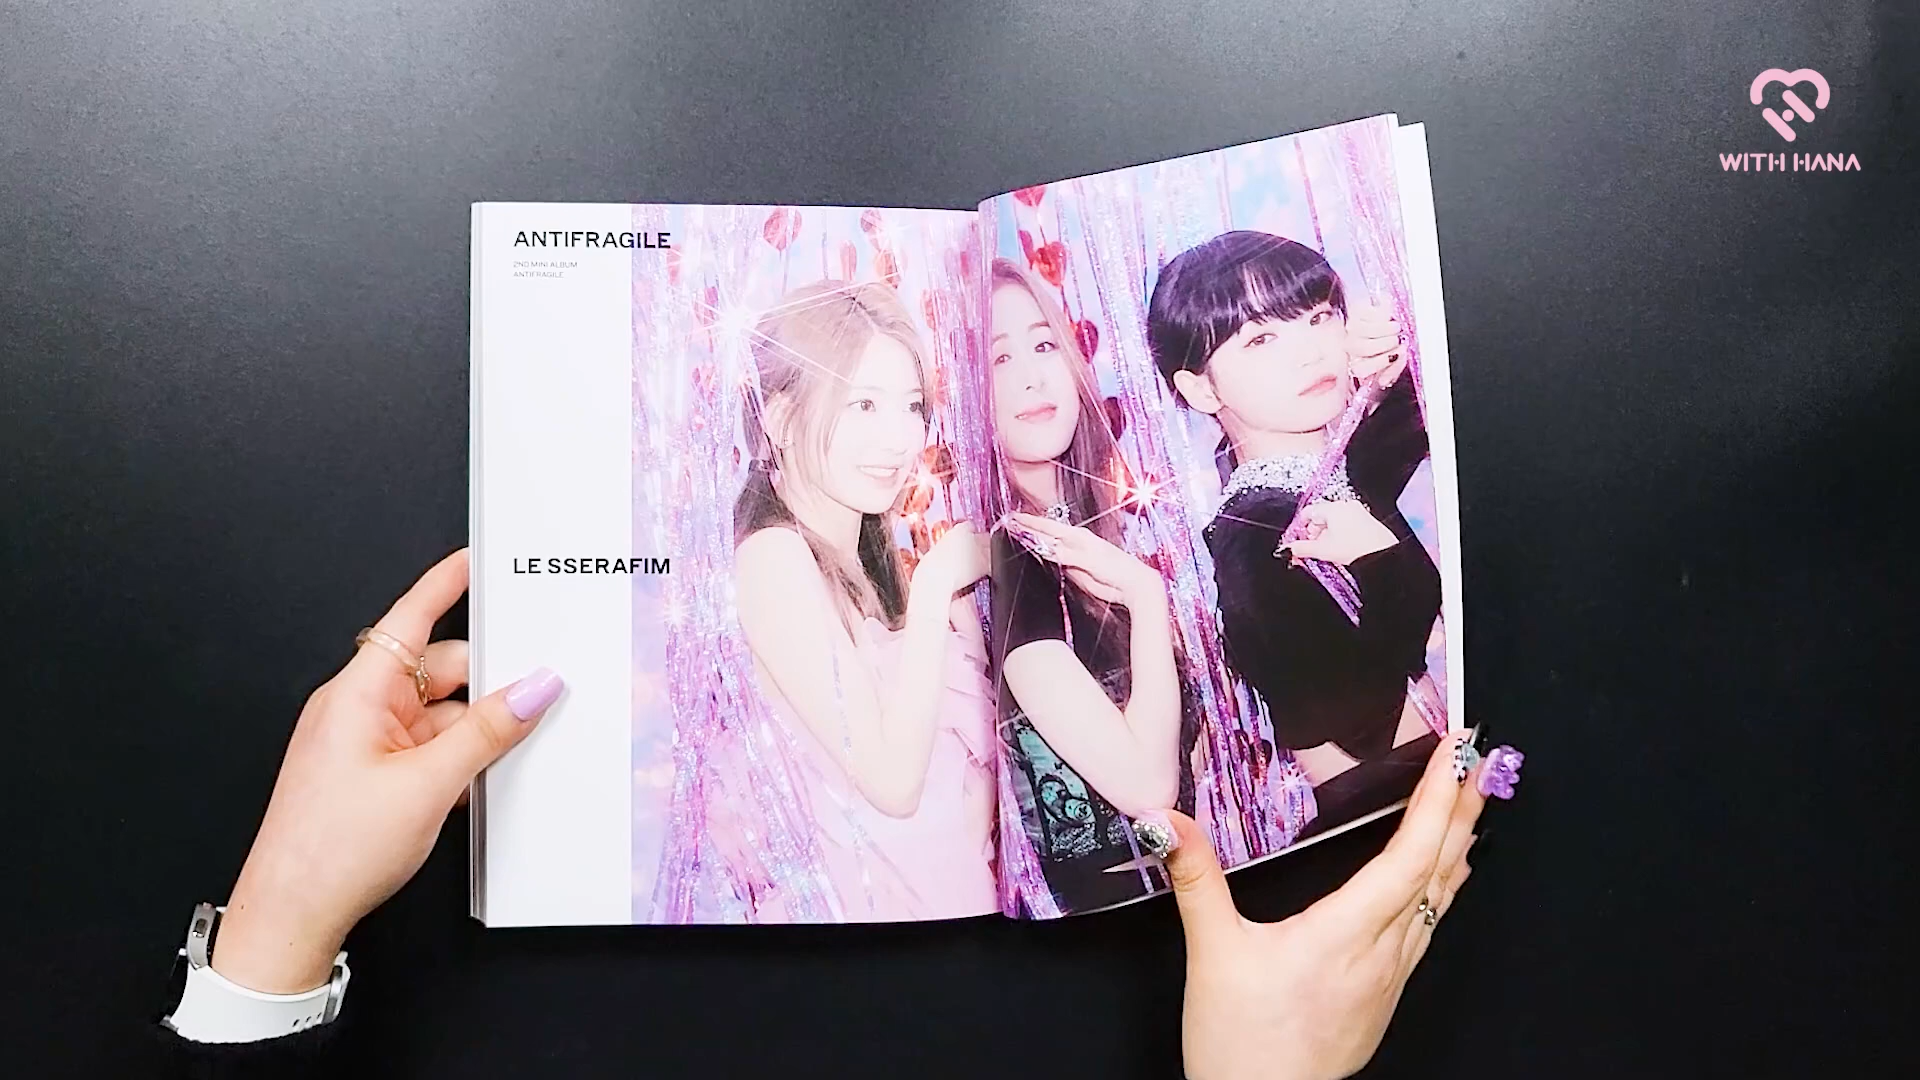 ANTIFRAGILE
2ND MINI ALBUM
ANTIFRAGILE
LE SSERAFIM
WITH HANA